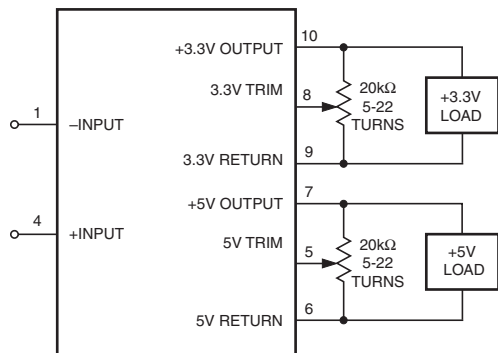 10
+3.3V OUTPUT
3.3V TRIM
8
20kΩ
5-22
TURNS
+3.3V
LOAD
1
–INPUT
3.3V RETURN
9
+5V OUTPUT
7
4
+INPUT
5V TRIM
5
20kΩ
5-22
TURNS
+5V
LOAD
5V RETURN
6